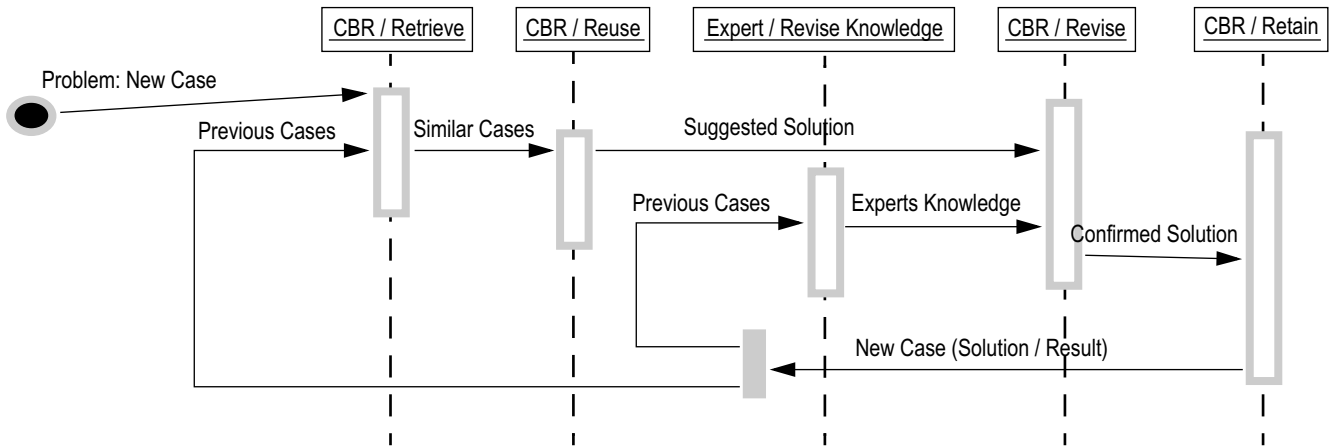 CBR / Retrieve
CBR / Reuse
Expert / Revise Knowledge
CBR / Revise
CBR / Retain
Problem: New Case
Previous Cases
Similar Cases
Suggested Solution
Previous Cases
Experts Knowledge
Confirmed Solution
New Case (Solution / Result)